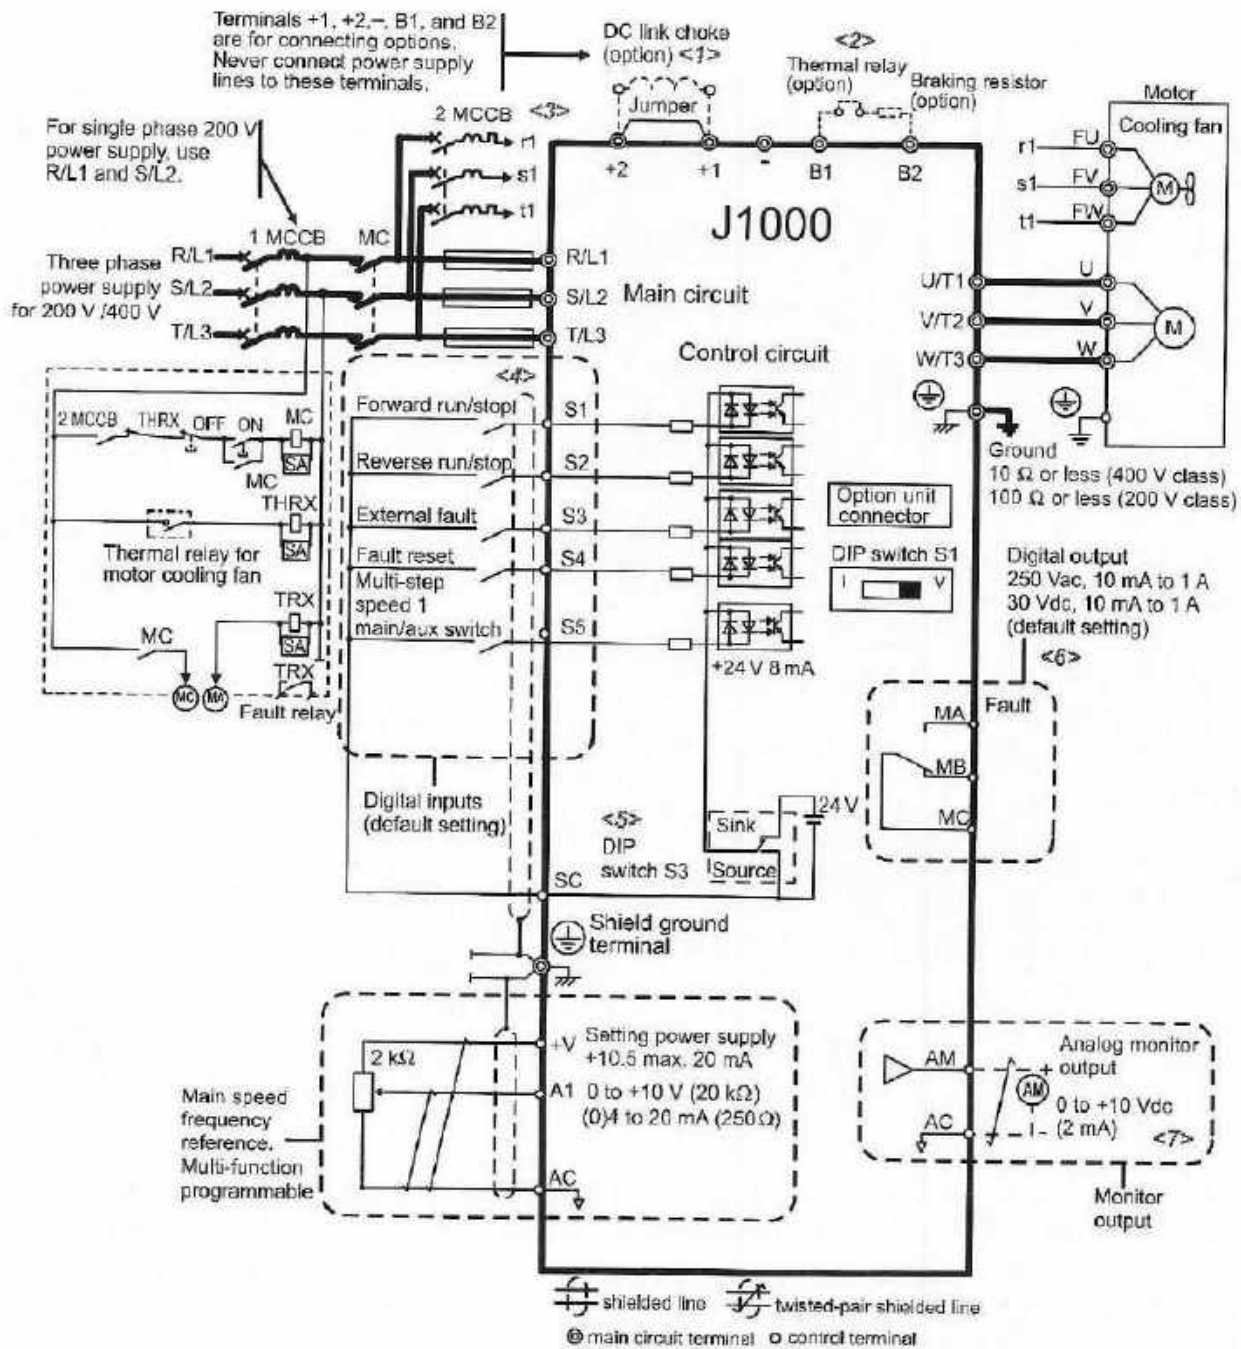 Terminals +1, +2,–, B1, and B2
are for connecting options.
Never connect power supply
lines to these terminals.
DC link choke
(option) <1>
<2>
Thermal relay
(option)
Braking resistor
(option)
Jumper
+2
+1
-
B1
B2
Motor
Cooling fan
r1
FU
s1
FV
t1
FW
M
For single phase 200 V
power supply, use
R/L1 and S/L2.
2 MCCB
<3>
r1
s1
t1
J1000
1 MCCB
MC
Three phase
power supply
for 200 V /400 V
R/L1
S/L2
T/L3
R/L1
S/L2
T/L3
Main circuit
Control circuit
U/T1
V/T2
W/T3
U
V
W
M
Ground
10 Ω or less (400 V class)
100 Ω or less (200 V class)
2 MCCB
THRX
OFF
ON
MC
SA
MC
THRX
SA
Thermal relay for
motor cooling fan
TRX
SA
MC
TRX
MC
MA
Fault relay
<4>
Forward run/stop
S1
Reverse run/stop
S2
External fault
S3
Fault reset
S4
Multi-step
speed 1
main/aux switch
S5
+24 V 8 mA
Option unit
connector
DIP switch S1
I
V
Digital output
250 Vac, 10 mA to 1 A
30 Vdc, 10 mA to 1 A
(default setting)
<6>
MA
Fault
MB
MC
Digital inputs
(default setting)
<5>
DIP
switch S3
Sink
Source
24 V
SC
Shield ground
terminal
2 kΩ
+V
Setting power supply
+10.5 max. 20 mA
A1
0 to +10 V (20 kΩ)
(0)4 to 20 mA (250Ω)
AC
Main speed
frequency
reference.
Multi-function
programmable
AM
AC
+
AM
-
Analog monitor
output
0 to +10 Vdc
(2 mA)
<7>
Monitor
output
shielded line
twisted-pair shielded line
main circuit terminal
control terminal